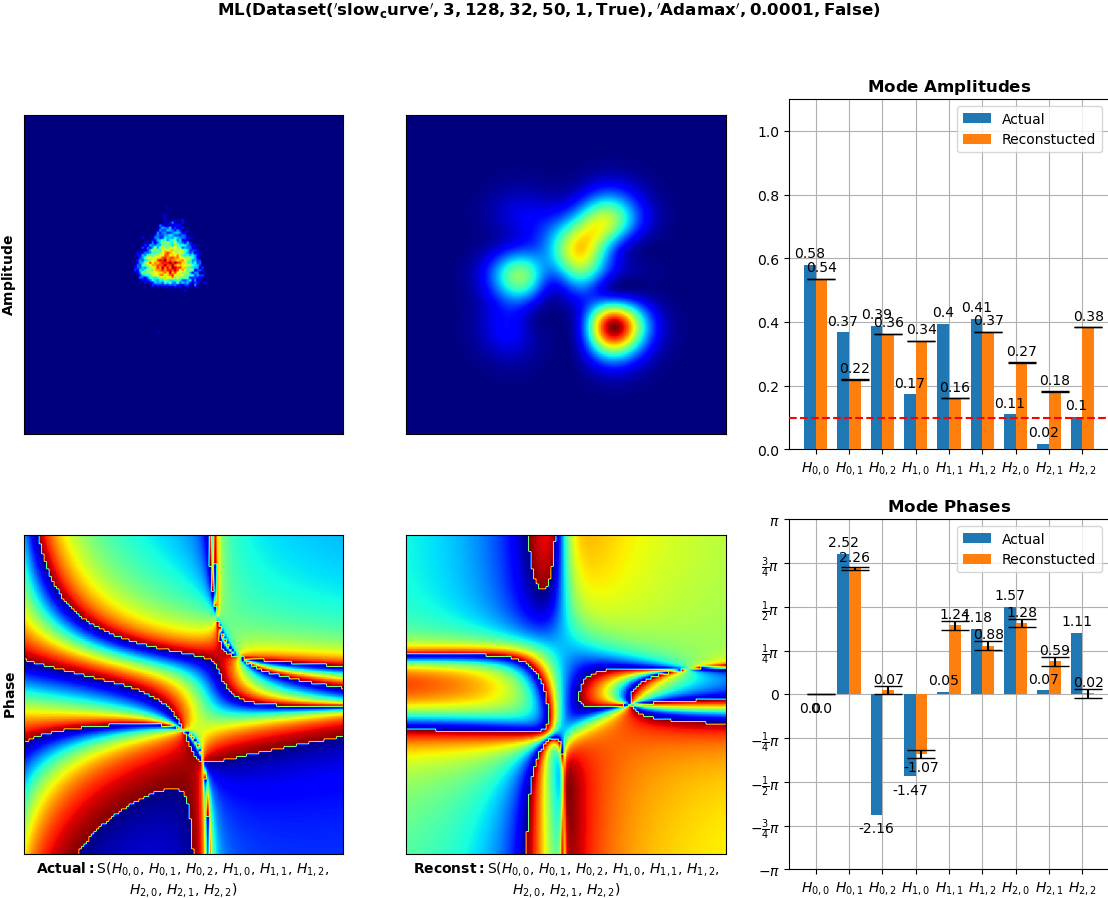 ML(Dataset('slow_curve', 3, 128, 32, 50, 1, True), 'Adamax', 0.0001, False)
Amplitude
Mode Amplitudes
Actual
Reconstucted
1.0
0.8
0.6
0.4
0.2
0.0
0.58
0.54
0.37
0.22
0.39
0.36
0.17
0.34
0.4
0.16
0.41
0.37
0.11
0.27
0.02
0.18
0.1
0.38
H0,0 H0,1 H0,2 H1,0 H1,1 H1,2 H2,0 H2,1 H2,2
Phase
Mode Phases
Actual
Reconstucted
π
3/4π
1/2π
1/4π
0
−1/4π
−1/2π
−3/4π
−π
0.0
0.0
2.52
2.26
-2.16
0.07
-1.47
-1.07
0.05
1.24
1.18
0.88
1.57
1.28
0.07
0.59
1.11
0.02
H0,0 H0,1 H0,2 H1,0 H1,1 H1,2 H2,0 H2,1 H2,2
Actual: S(H0,0, H0,1, H0,2, H1,0, H1,1, H1,2,
H2,0, H2,1, H2,2)
Reconst: S(H0,0, H0,1, H0,2, H1,0, H1,1, H1,2,
H2,0, H2,1, H2,2)